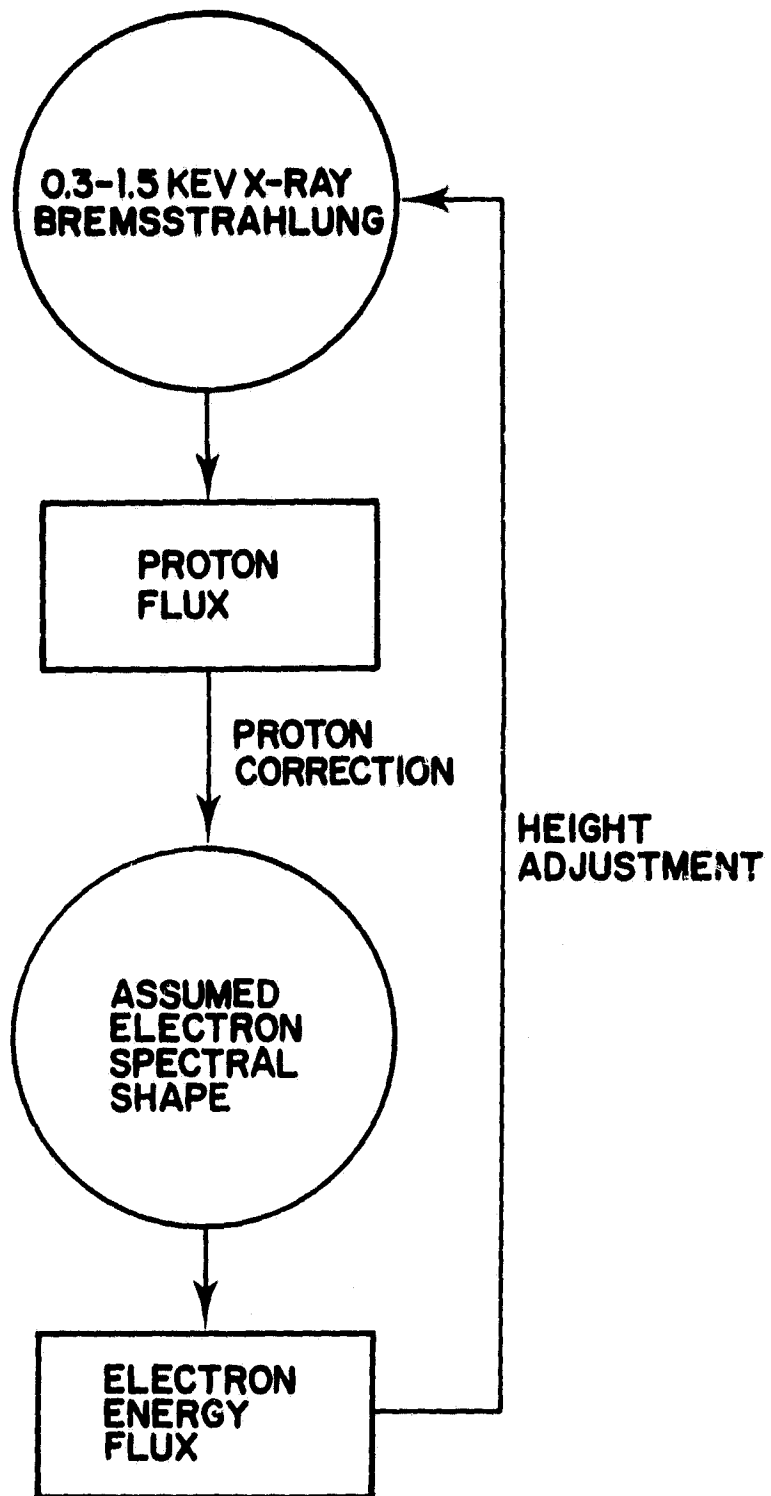 0.3-1.5 KEV X-RAY
BREMSSTRAHLUNG
PROTON
FLUX
PROTON
CORRECTION
HEIGHT
ADJUSTMENT
ASSUMED
ELECTRON
SPECTRAL
SHAPE
ELECTRON
ENERGY
FLUX